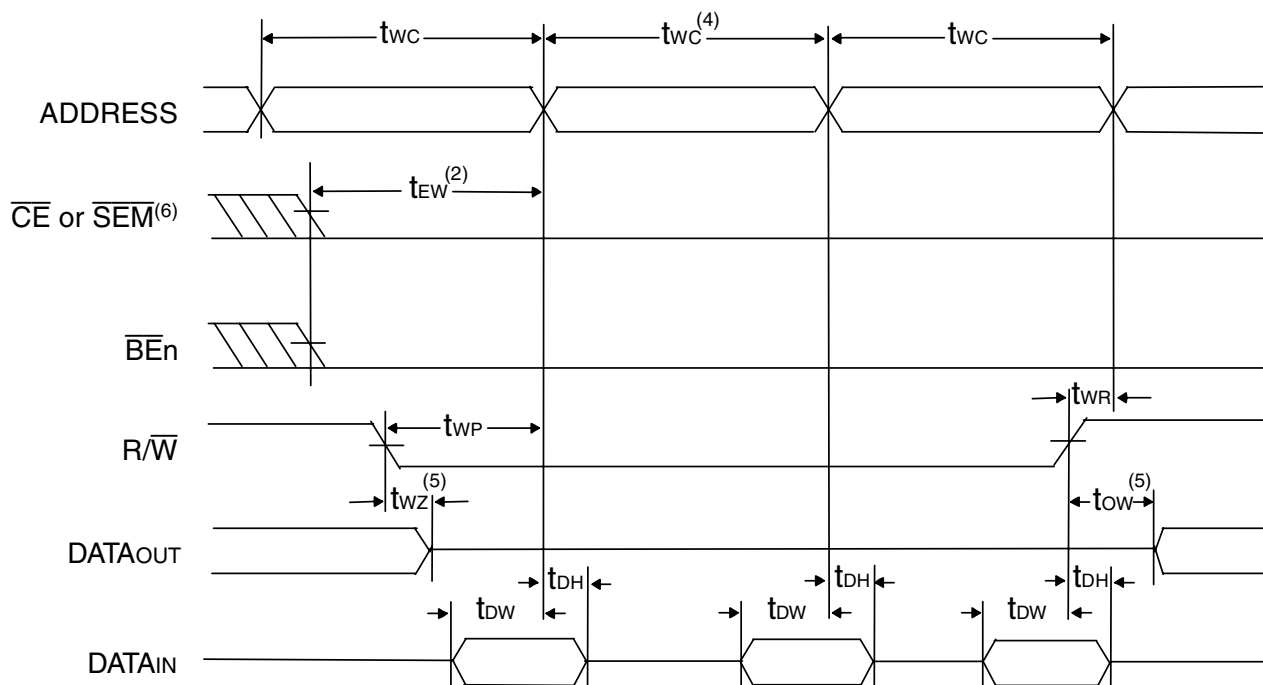 tWC tWC(4) tWC
ADDRESS
tEW(2)
CE or SEM(6)
BEn
tWR
R/W tWP
tWZ(5) tOW(5)
DATAOUT
tDH tDH tDH
tDW tDW tDW
DATAIN